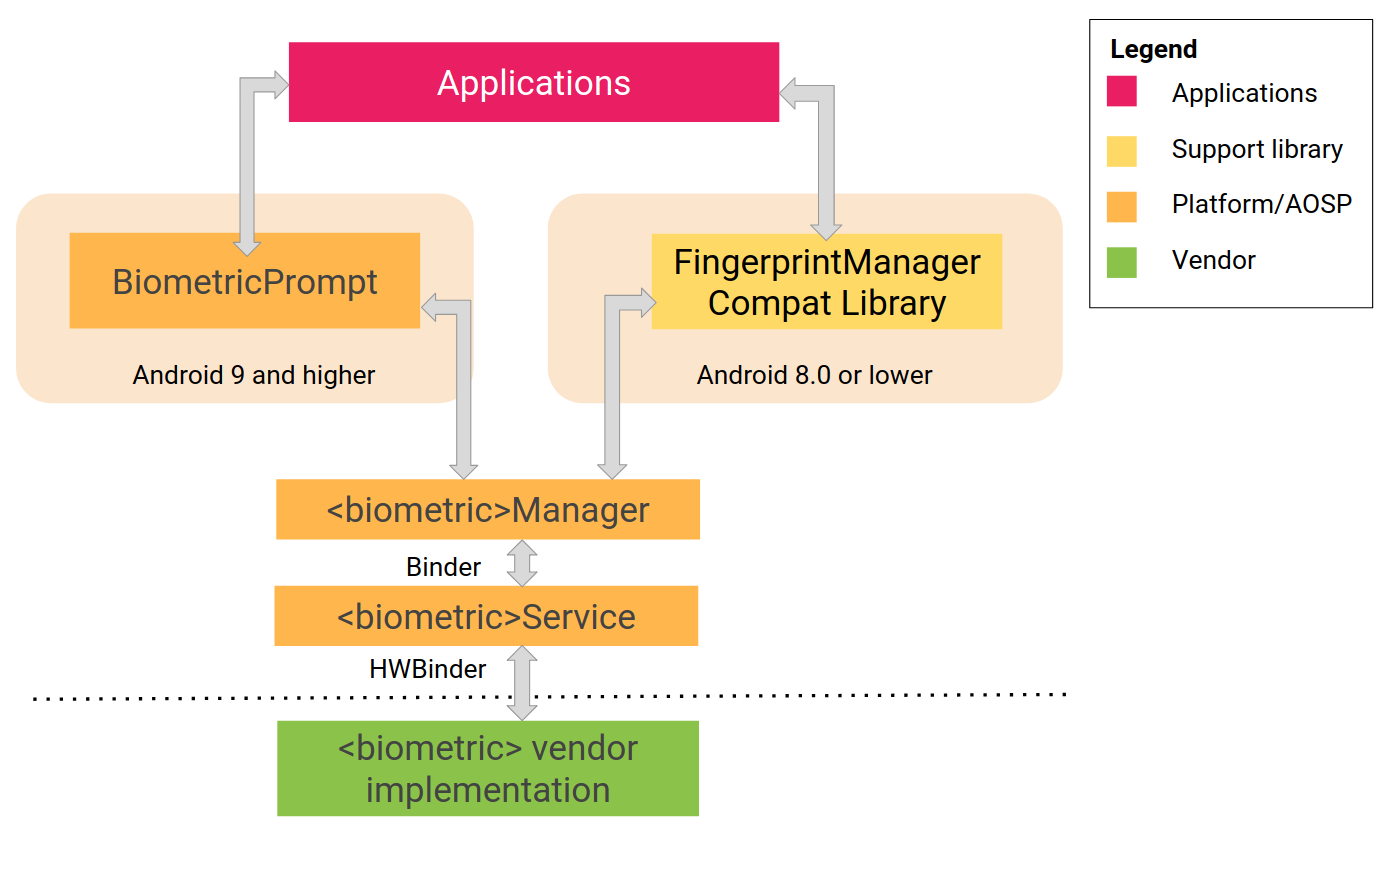 Applications
BiometricPrompt
Android 9 and higher
FingerprintManager
Compat Library
Android 8.0 or lower
<biometric>Manager
Binder
<biometric>Service
HWBinder
<biometric> vendor
implementation
Legend
Applications
Support library
Platform/AOSP
Vendor